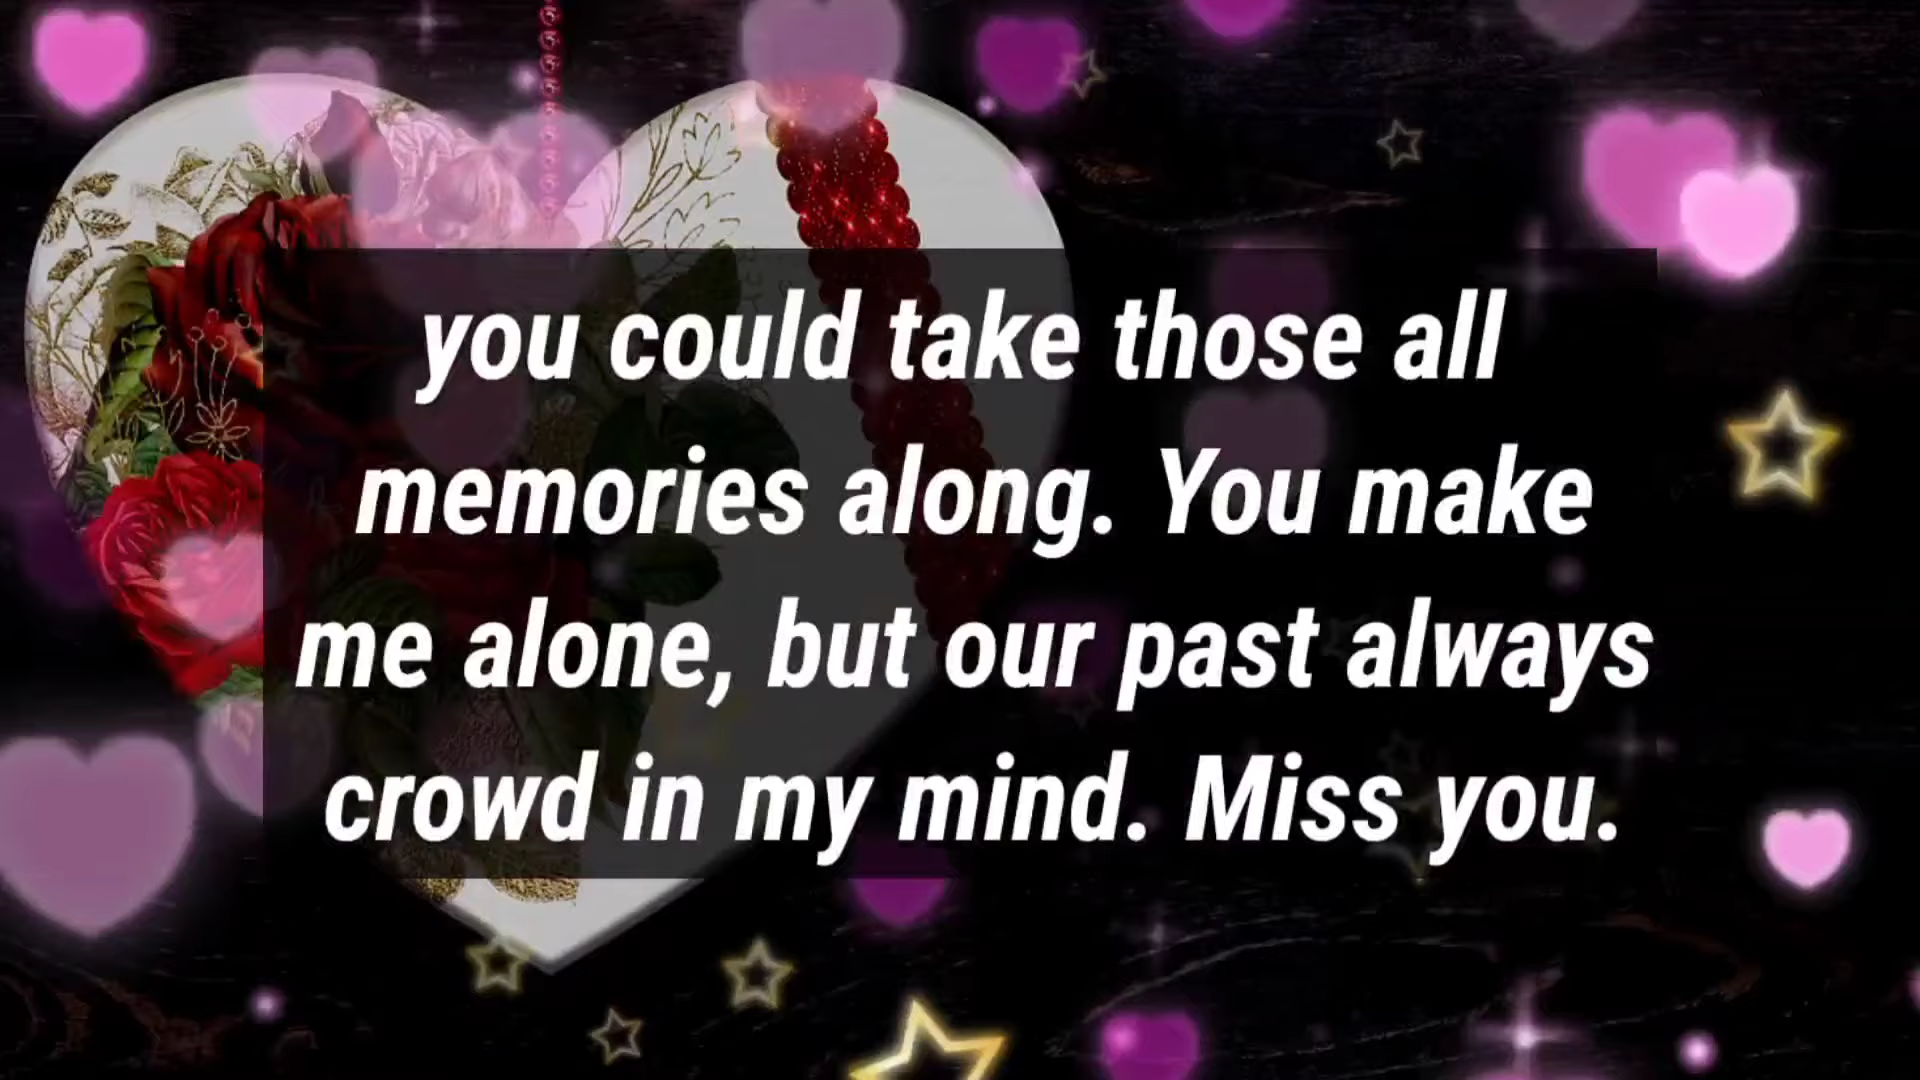 you could take those all
memories along. You make
me alone, but our past always
crowd in my mind. Miss you.